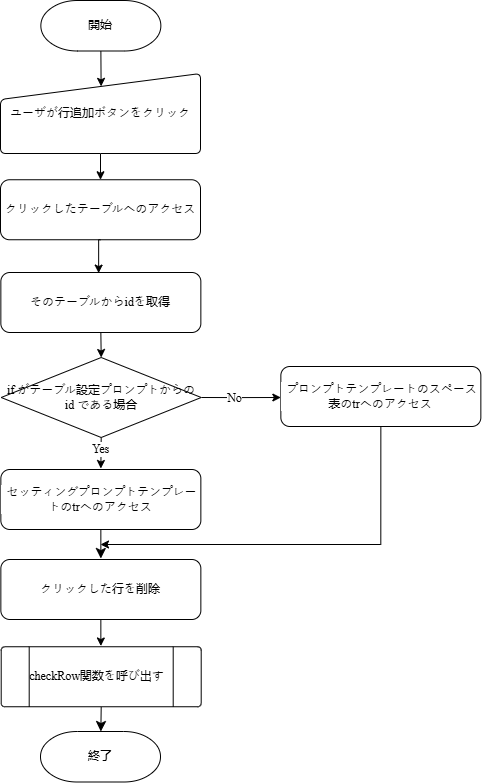 開始
ユーザが行追加ボタンをクリック
クリックしたテーブルへのアクセス
そのテーブルからidを取得
if がテーブル設定プロンプトからの
id である場合
No
プロンプトテンプレートのスペース
表のtrへのアクセス
Yes
セッティングプロンプトテンプレー
トのtrへのアクセス
クリックした行を削除
checkRow関数を呼び出す
終了